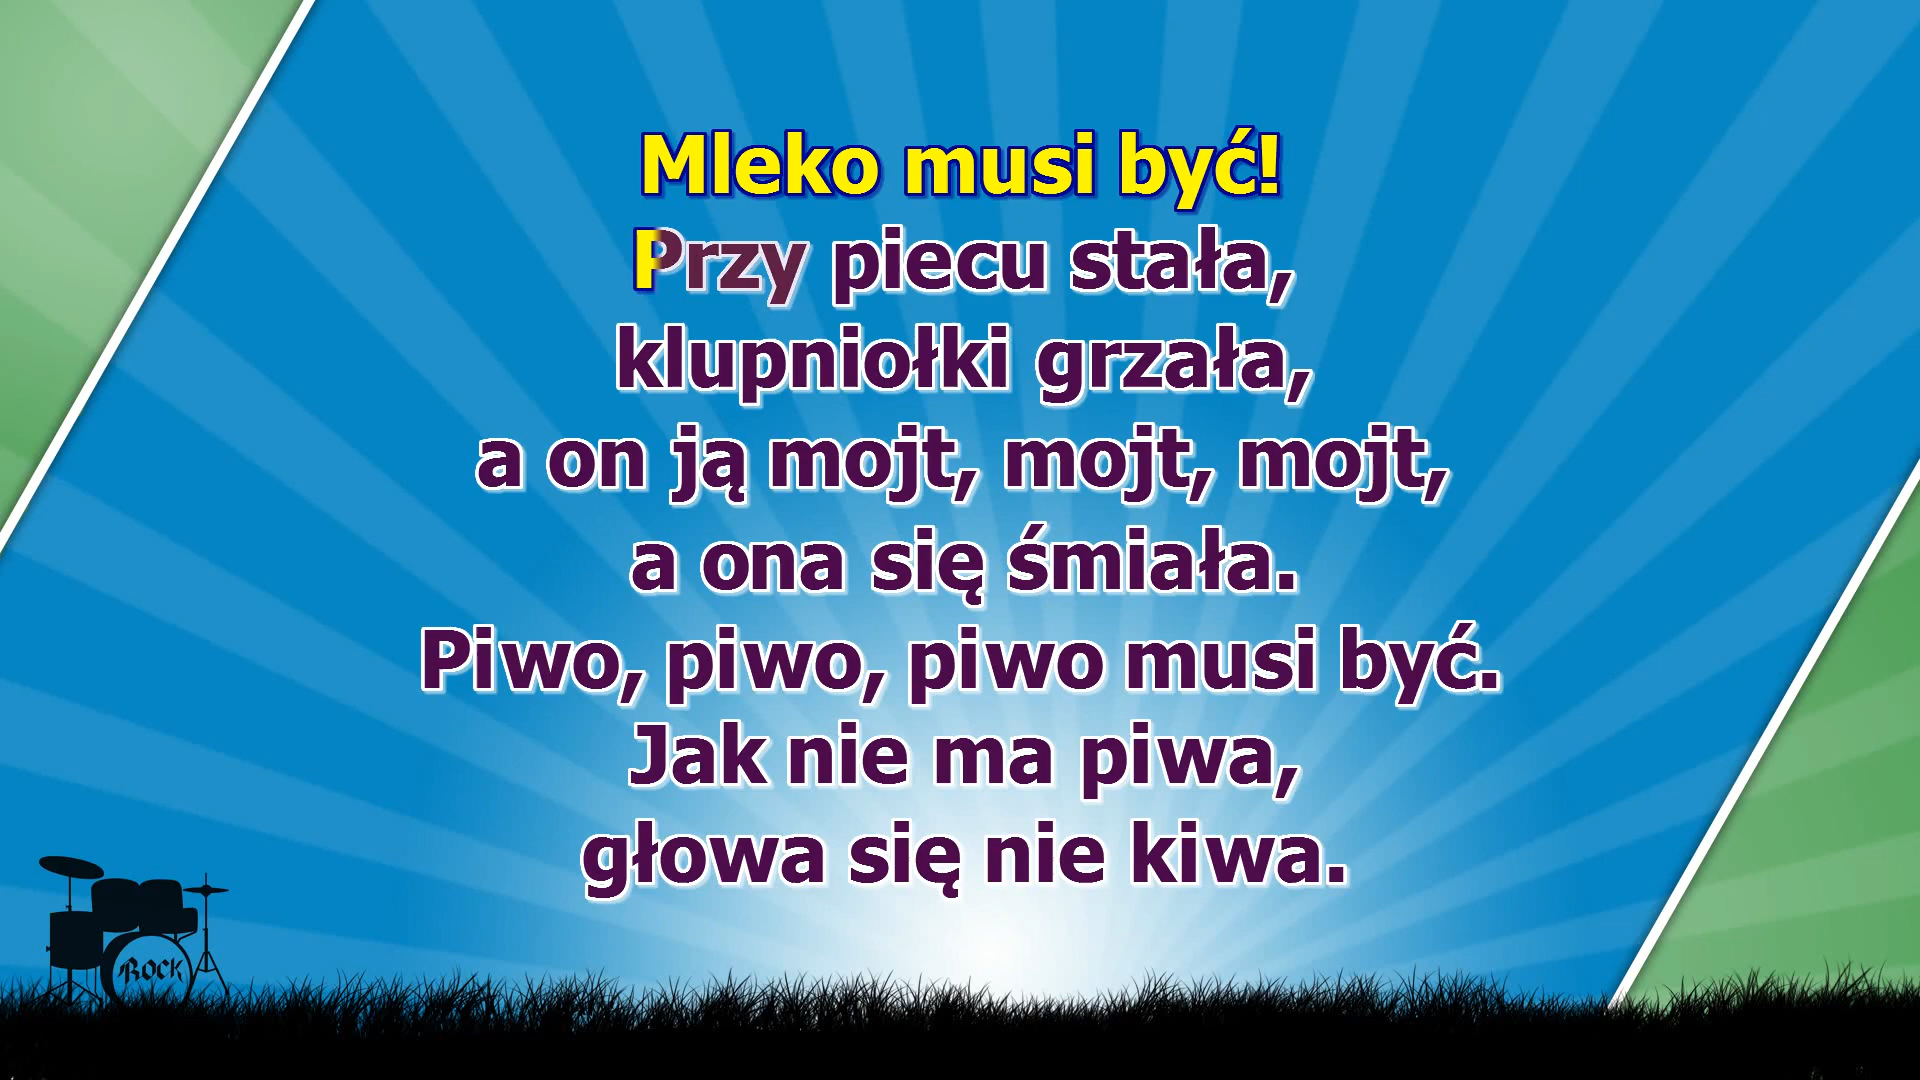 Mleko musi być!
Przy piecu stała,
klupniołki grzała,
a on ją mojt, mojt, mojt,
a ona się śmiała.
Piwo, piwo, piwo musi być.
Jak nie ma piwa,
głowa się nie kiwa.
ROCK